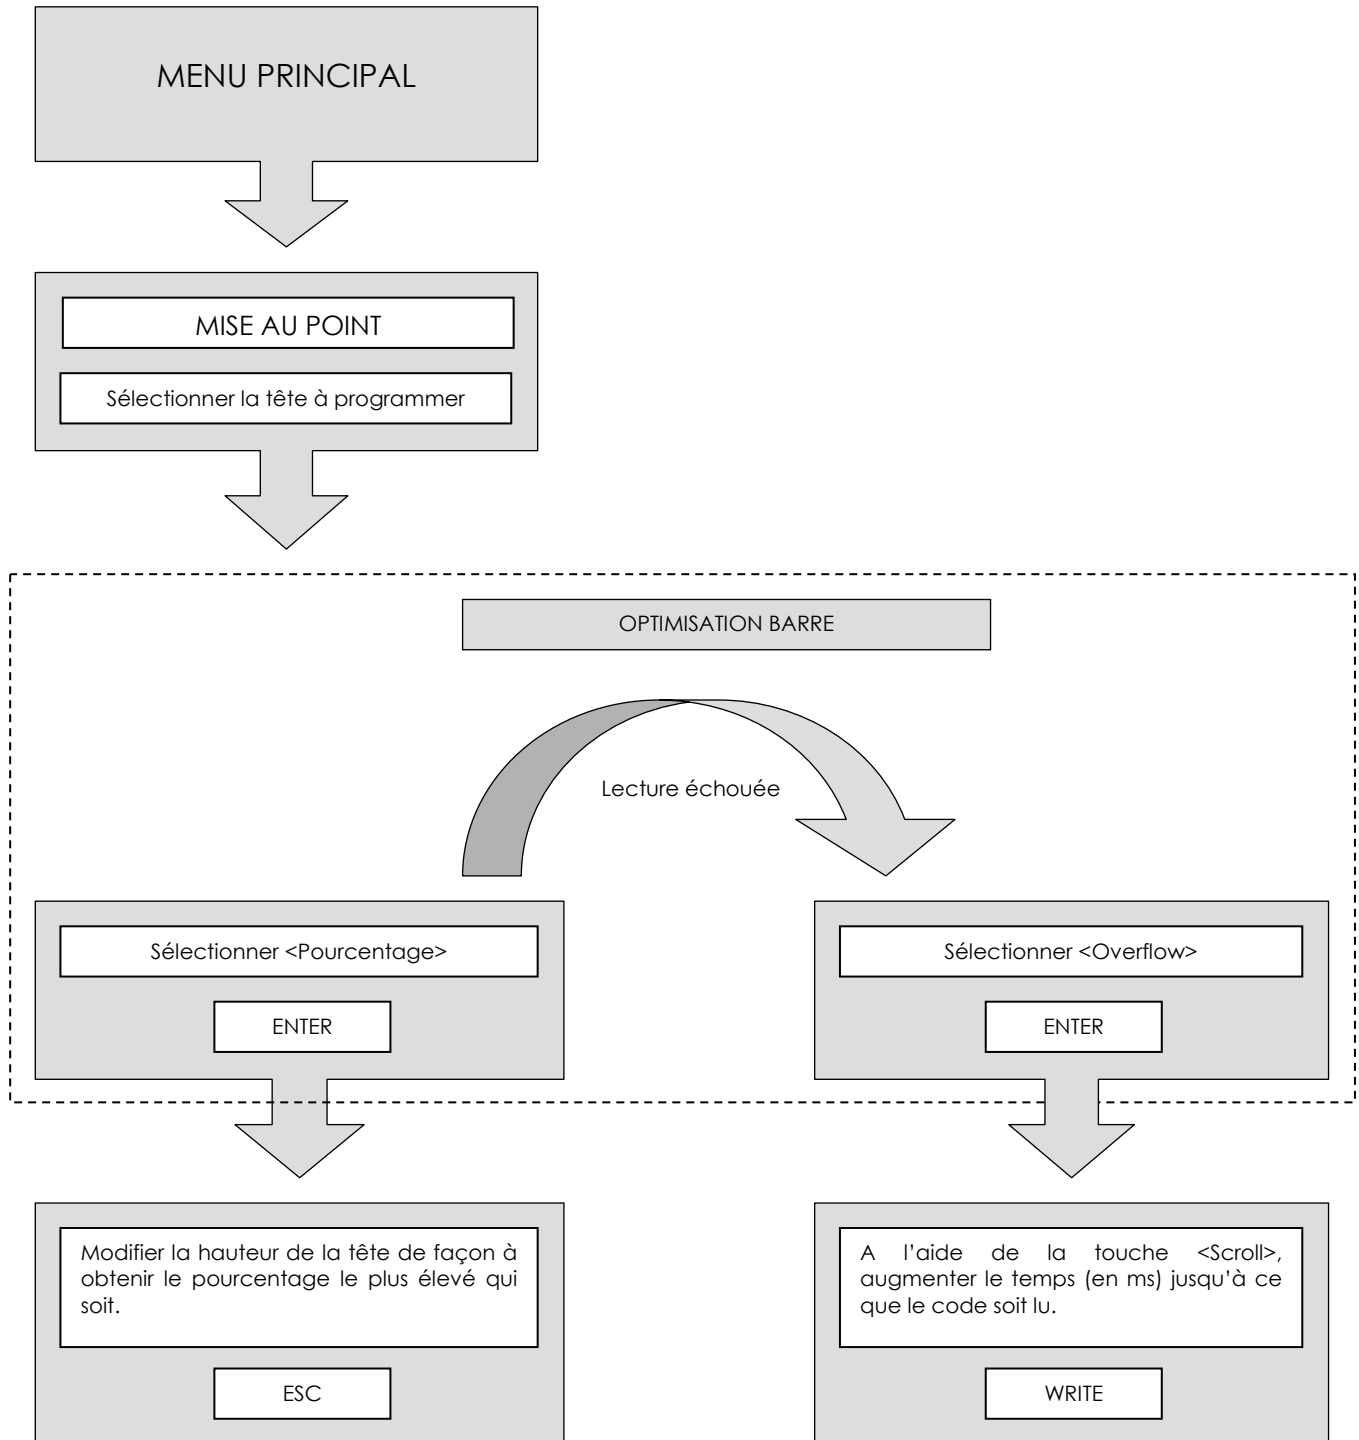 MENU PRINCIPAL
MISE AU POINT
Sélectionner la tête à programmer
OPTIMISATION BARRE
Lecture échouée
Sélectionner <Pourcentage>
ENTER
Sélectionner <Overflow>
ENTER
Modifier la hauteur de la tête de façon à
obtenir le pourcentage le plus élevé qui
soit.
ESC
A l’aide de la touche <Scroll>,
augmenter le temps (en ms) jusqu’à ce
que le code soit lu.
WRITE